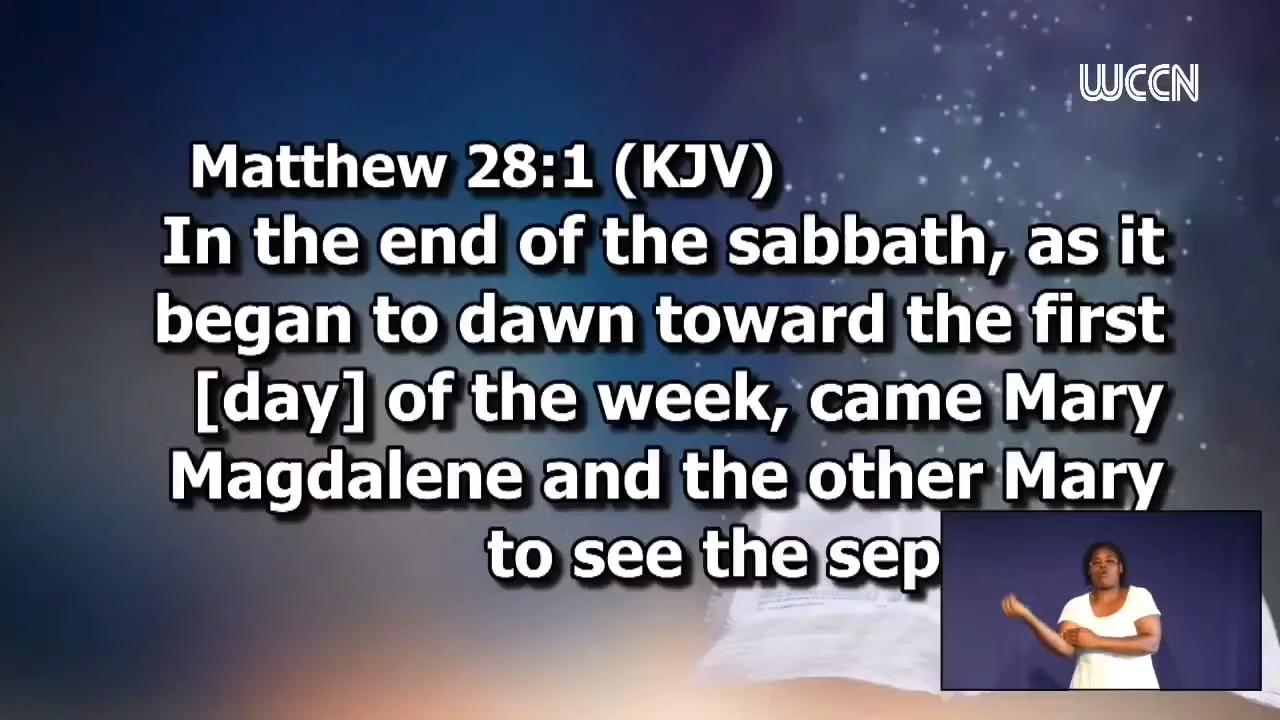 WCCN
Matthew 28:1 (KJV)
In the end of the sabbath, as it
began to dawn toward the first
[day] of the week, came Mary
Magdalene and the other Mary
to see the sep